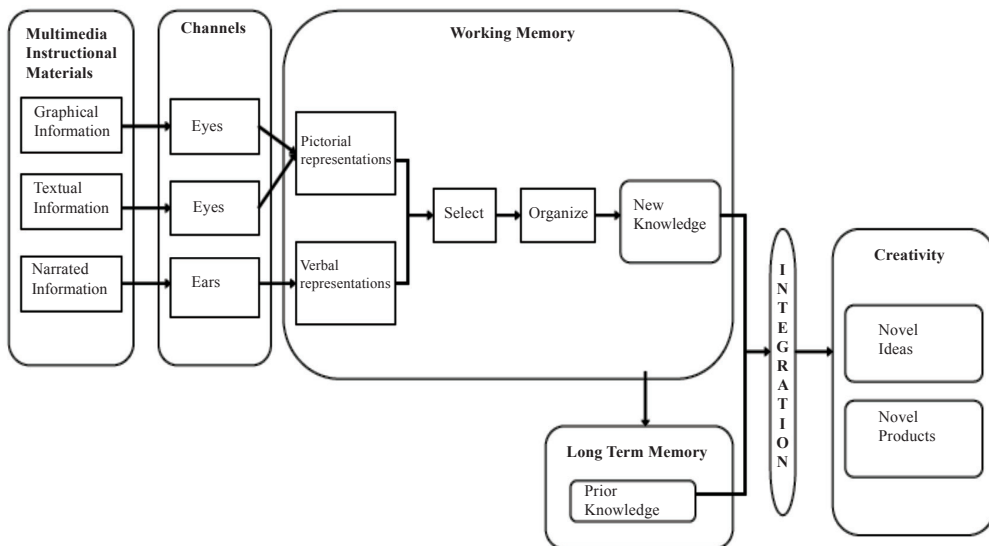 Multimedia
Instructional
Materials
Graphical
Information
Textual
Information
Narrated
Information
Channels
Eyes
Eyes
Ears
Working Memory
Pictorial
representations
Verbal
representations
Select
Organize
New
Knowledge
Long Term Memory
Prior
Knowledge
INTEGRATION
Creativity
Novel
Ideas
Novel
Products